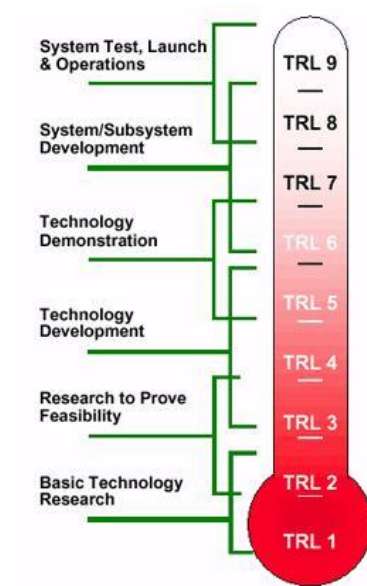 System Test, Launch
& Operations
System/Subsystem
Development
Technology
Demonstration
Technology
Development
Research to Prove
Feasibility
Basic Technology
Research
TRL 9
TRL 8
TRL 7
TRL 6
TRL 5
TRL 4
TRL 3
TRL 2
TRL 1